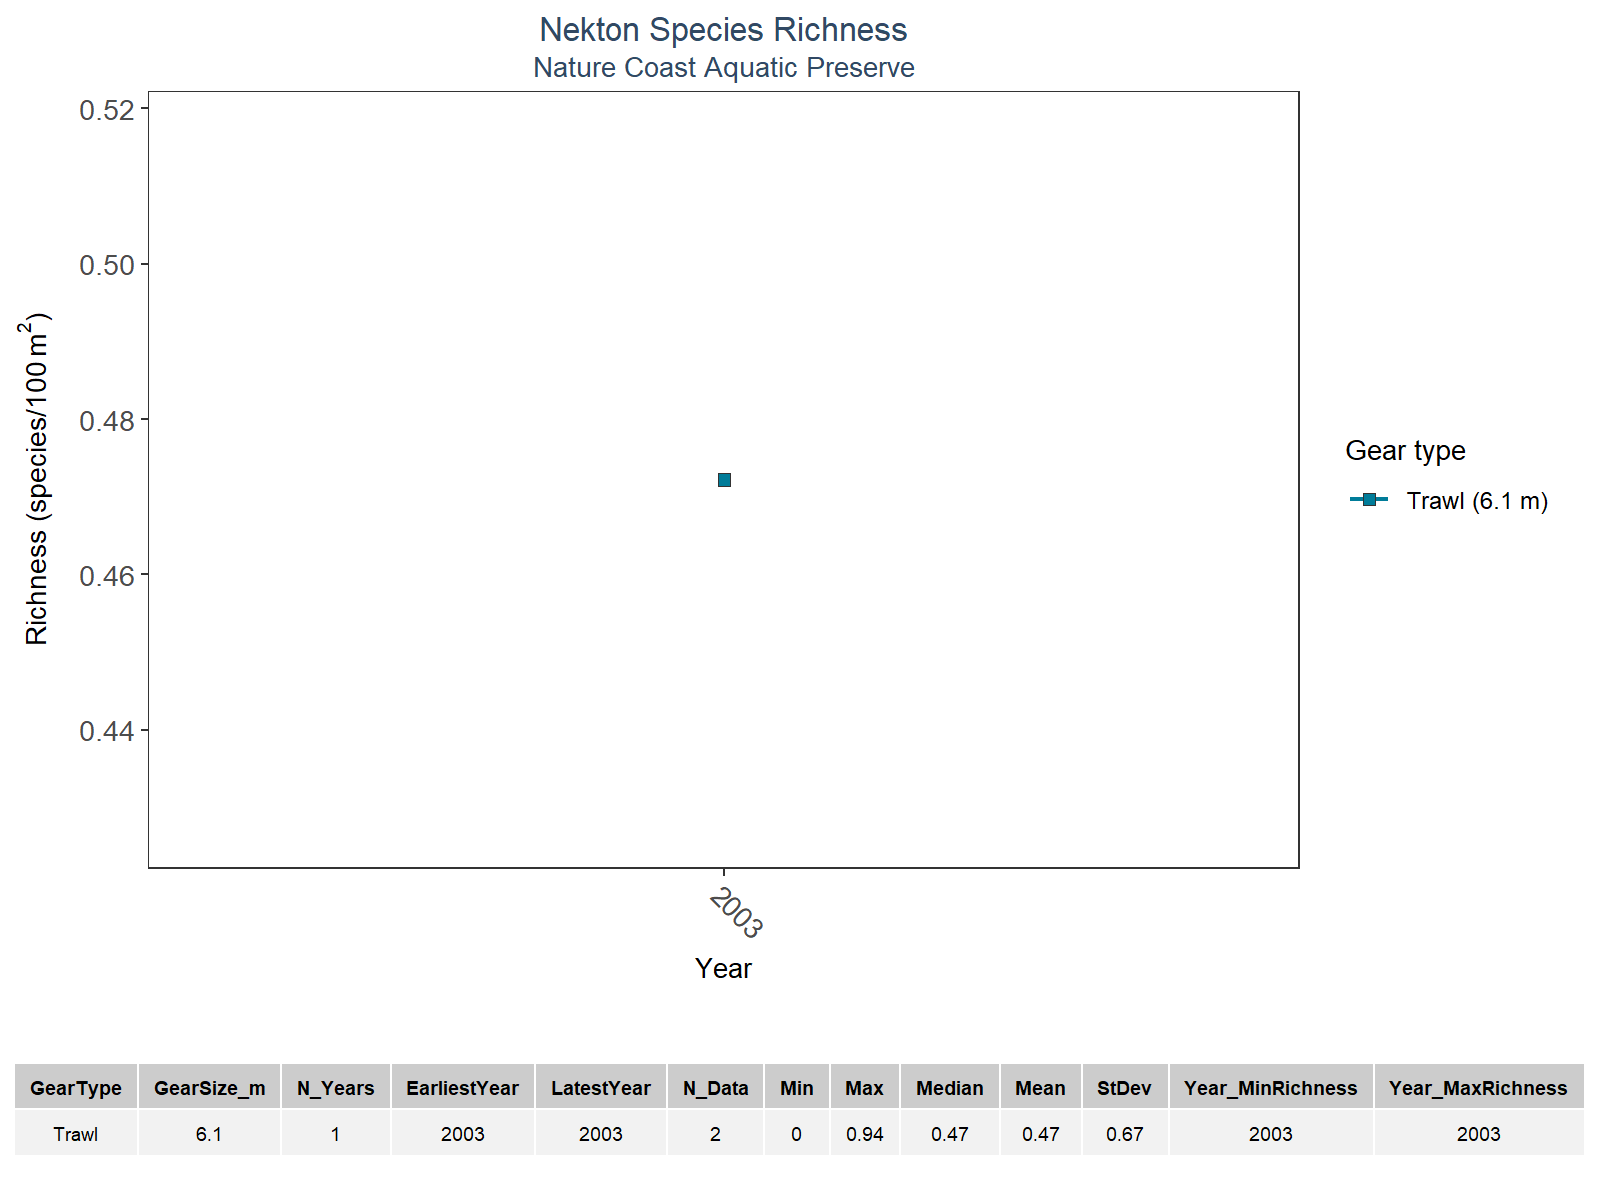 Nekton Species Richness
Nature Coast Aquatic Preserve
0.52
0.50
0.48
0.46
0.44
Richness (species/100 m²)
2003
Year
Gear type
Trawl (6.1 m)
GearType GearSize_m N_Years EarliestYear LatestYear N_Data Min Max Median Mean StDev Year_MinRichness Year_MaxRichness
Trawl 6.1 1 2003 2003 2 0 0.94 0.47 0.47 0.67 2003 2003